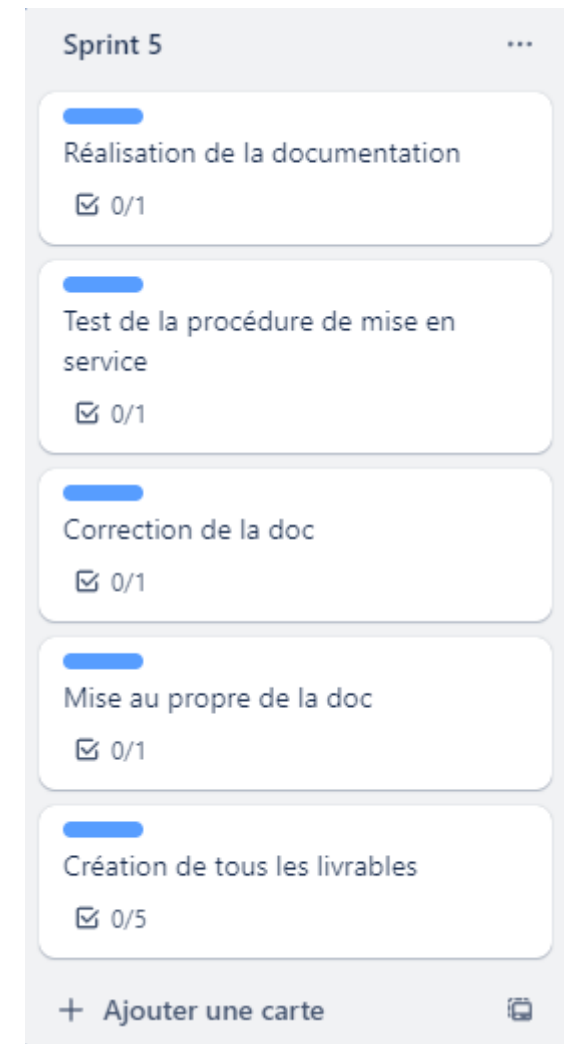 Sprint 5
Réalisation de la documentation
0/1
Test de la procédure de mise en
service
0/1
Correction de la doc
0/1
Mise au propre de la doc
0/1
Création de tous les livrables
0/5
+ Ajouter une carte